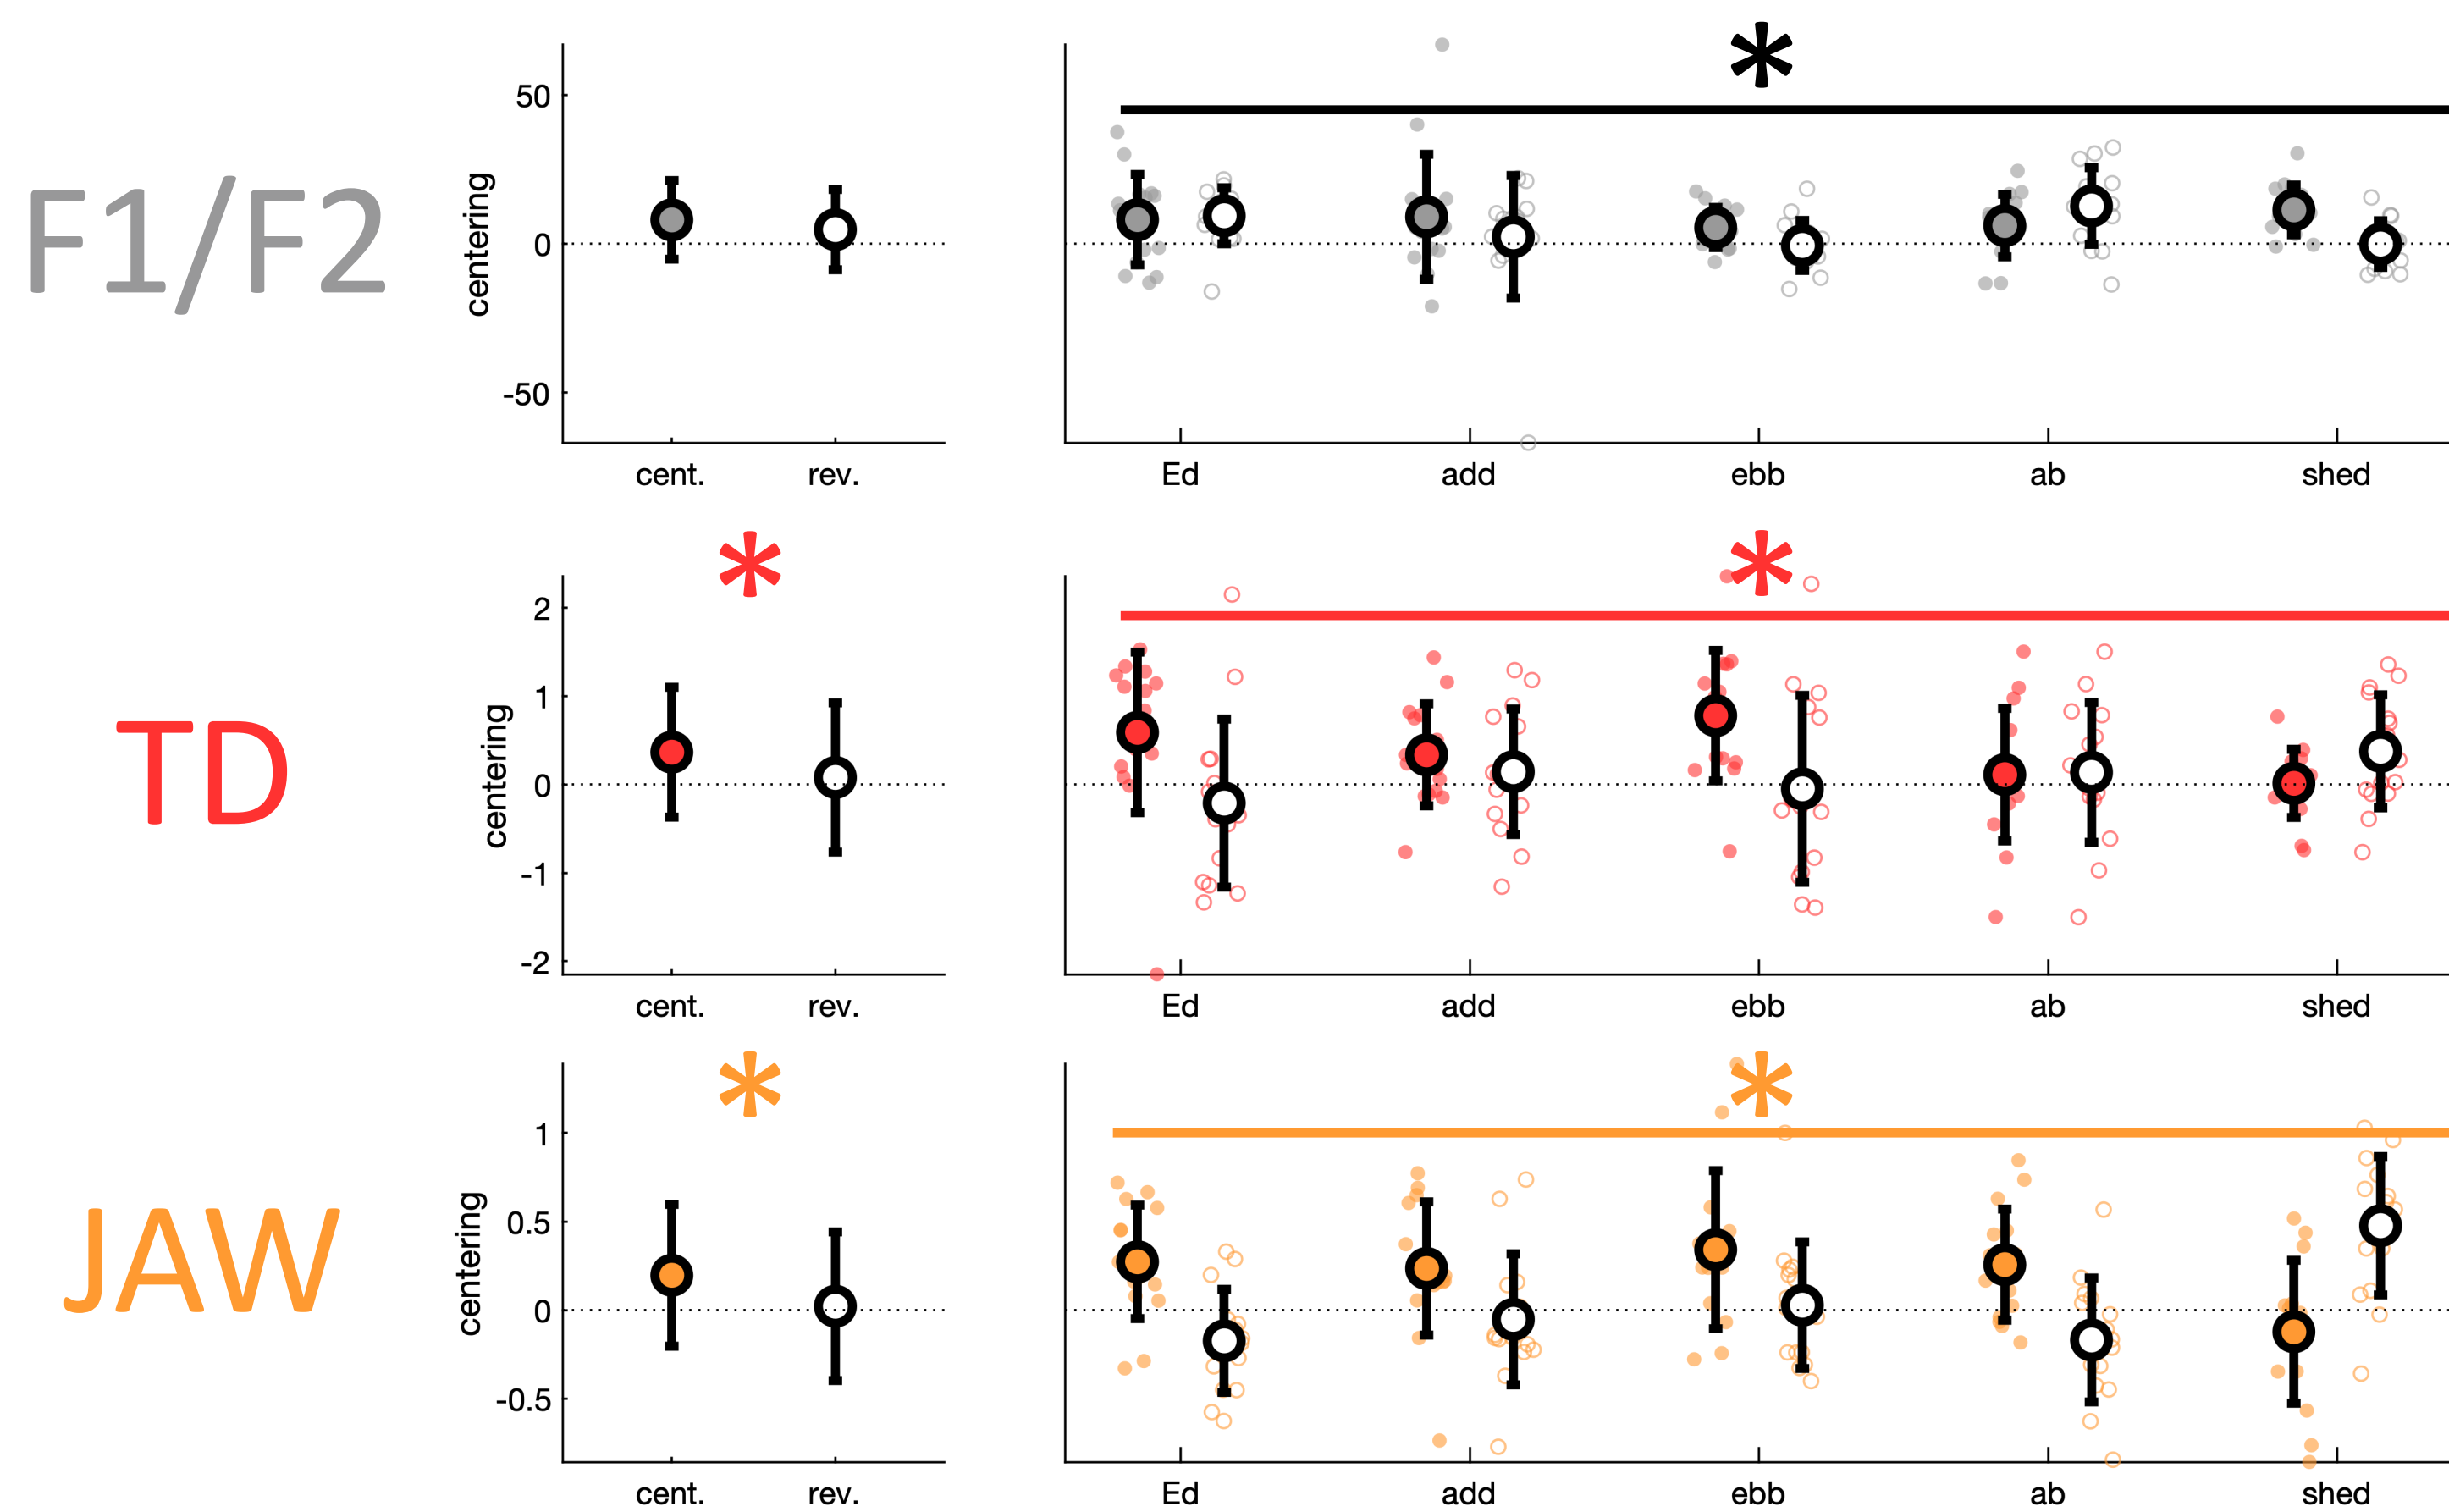 *
50
0
-50
centering
F1/F2
cent. rev.
Ed add ebb ab shed
* *
2
1
0
-1
-2
centering
TD
cent. rev.
Ed add ebb ab shed
* *
1
0.5
0
-0.5
centering
JAW
cent. rev.
Ed add ebb ab shed